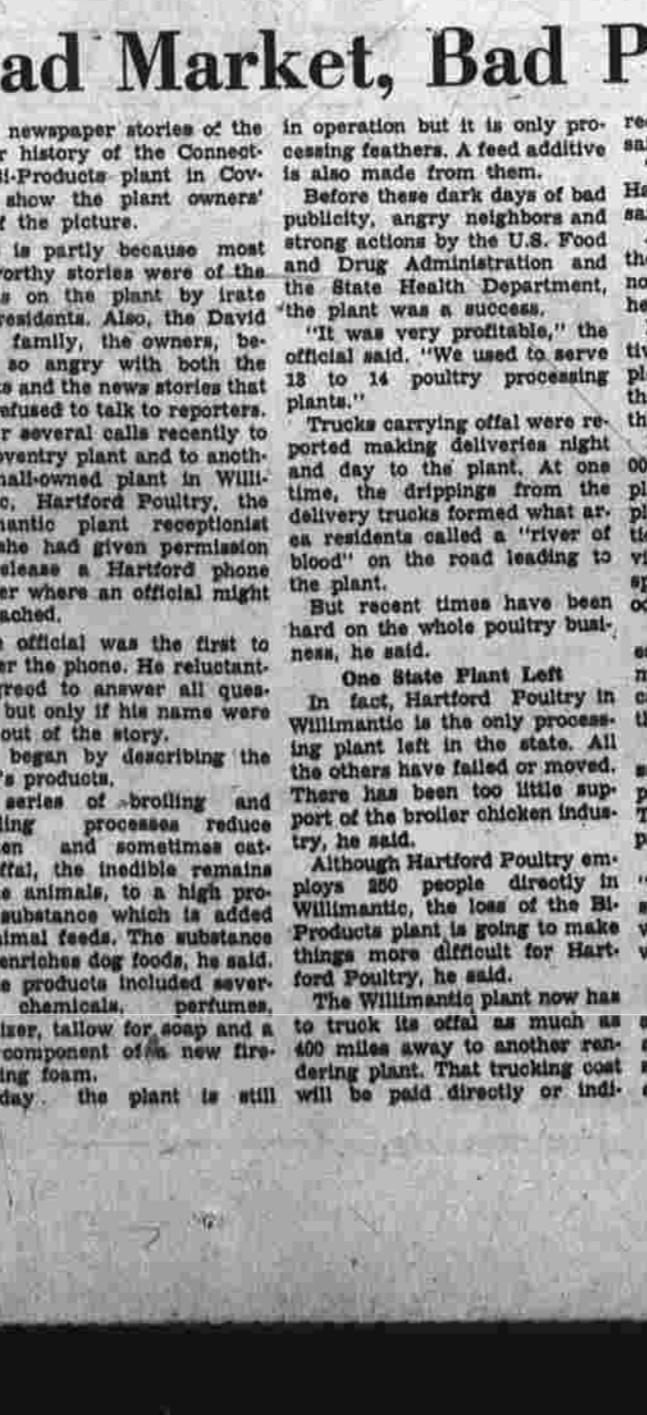 ad Market, Bad P
newspaper stories of the
r history of the Connect-
Bi-Products plant in Cov-
show the plant owners'
f the picture.
is partly because most
worthy stories were of the
s on the plant by irate
residents. Also, the David
family, the owners, be-
so angry with both the
ts and the news stories that
refused to talk to reporters.
r several calls recently to
oventry plant and to anoth-
mall-owned plant in Willi-
c, Hartford Poultry, the
mantic plant receptionist
she had given permission
elease a Hartford phone
er where an official might
ached.
e official was the first to
er the phone. He reluctant-
greed to answer all ques-
but only if his name were
out of the story.
began by describing the
's products.
series of broiling and
ling processes reduce
en and sometimes cat-
ffal, the inedible remains
e animals, to a high pro-
substance which is added
nimal feeds. The substance
enriches dog foods, he said.
e products included sever-
chemicals, perfumes,
lizer, tallow for soap and a
component of a new fire-
ing foam.
day the plant is still
in operation but it is only pro-
cessing feathers. A feed additive
is also made from them.
Before these dark days of bad
publicity, angry neighbors and
strong actions by the U.S. Food
and Drug Administration and
the State Health Department,
the plant was a success.
"It was very profitable," the
official said. "We used to serve
13 to 14 poultry processing
plants."
Trucks carrying offal were re-
ported making deliveries night
and day to the plant. At one
time, the drippings from the
delivery trucks formed what ar-
ea residents called a "river of
blood" on the road leading to
the plant.
But recent times have been
hard on the whole poultry busi-
ness, he said.
One State Plant Left
In fact, Hartford Poultry in
Willimantic is the only process-
ing plant left in the state. All
the others have failed or moved.
There has been too little sup-
port of the broiler chicken indus-
try, he said.
Although Hartford Poultry em-
ploys 250 people directly in
Willimantic, the loss of the Bi-
Products plant is going to make
things more difficult for Hart-
ford Poultry, he said.
The Willimantic plant now has
to truck its offal as much as
400 miles away to another ren-
dering plant. That trucking cost
will be paid directly or indi-